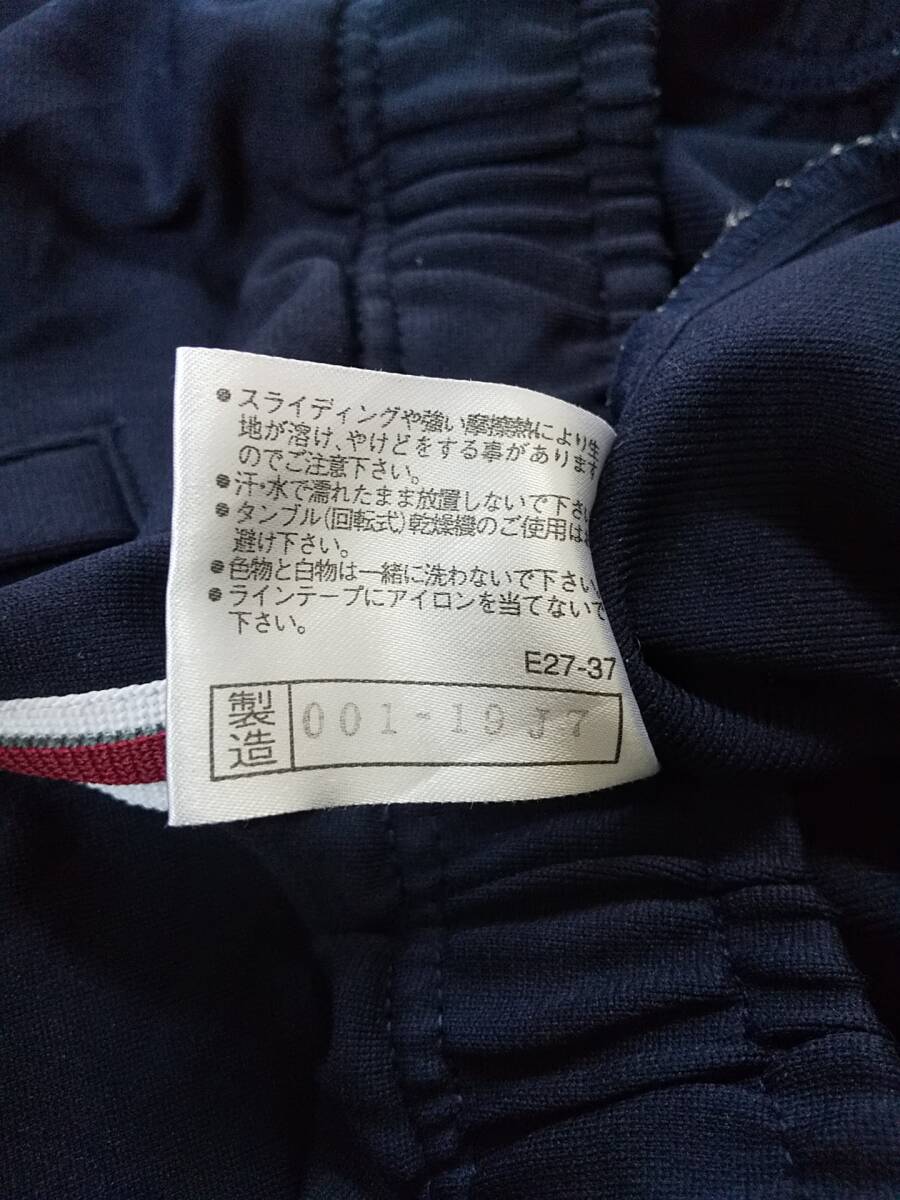 ●スライディングや強い摩擦熱により生
地が溶け、やけどをする事があります
のでご注意下さい。
●汗・水で濡れたまま放置しないで下さい
●タンブル(回転式)乾燥機のご使用は
避け下さい。
●色物と白物は一緒に洗わないで下さい。
●ラインテープにアイロンを当てないで
下さい。
E27-37
製造 001-19J7